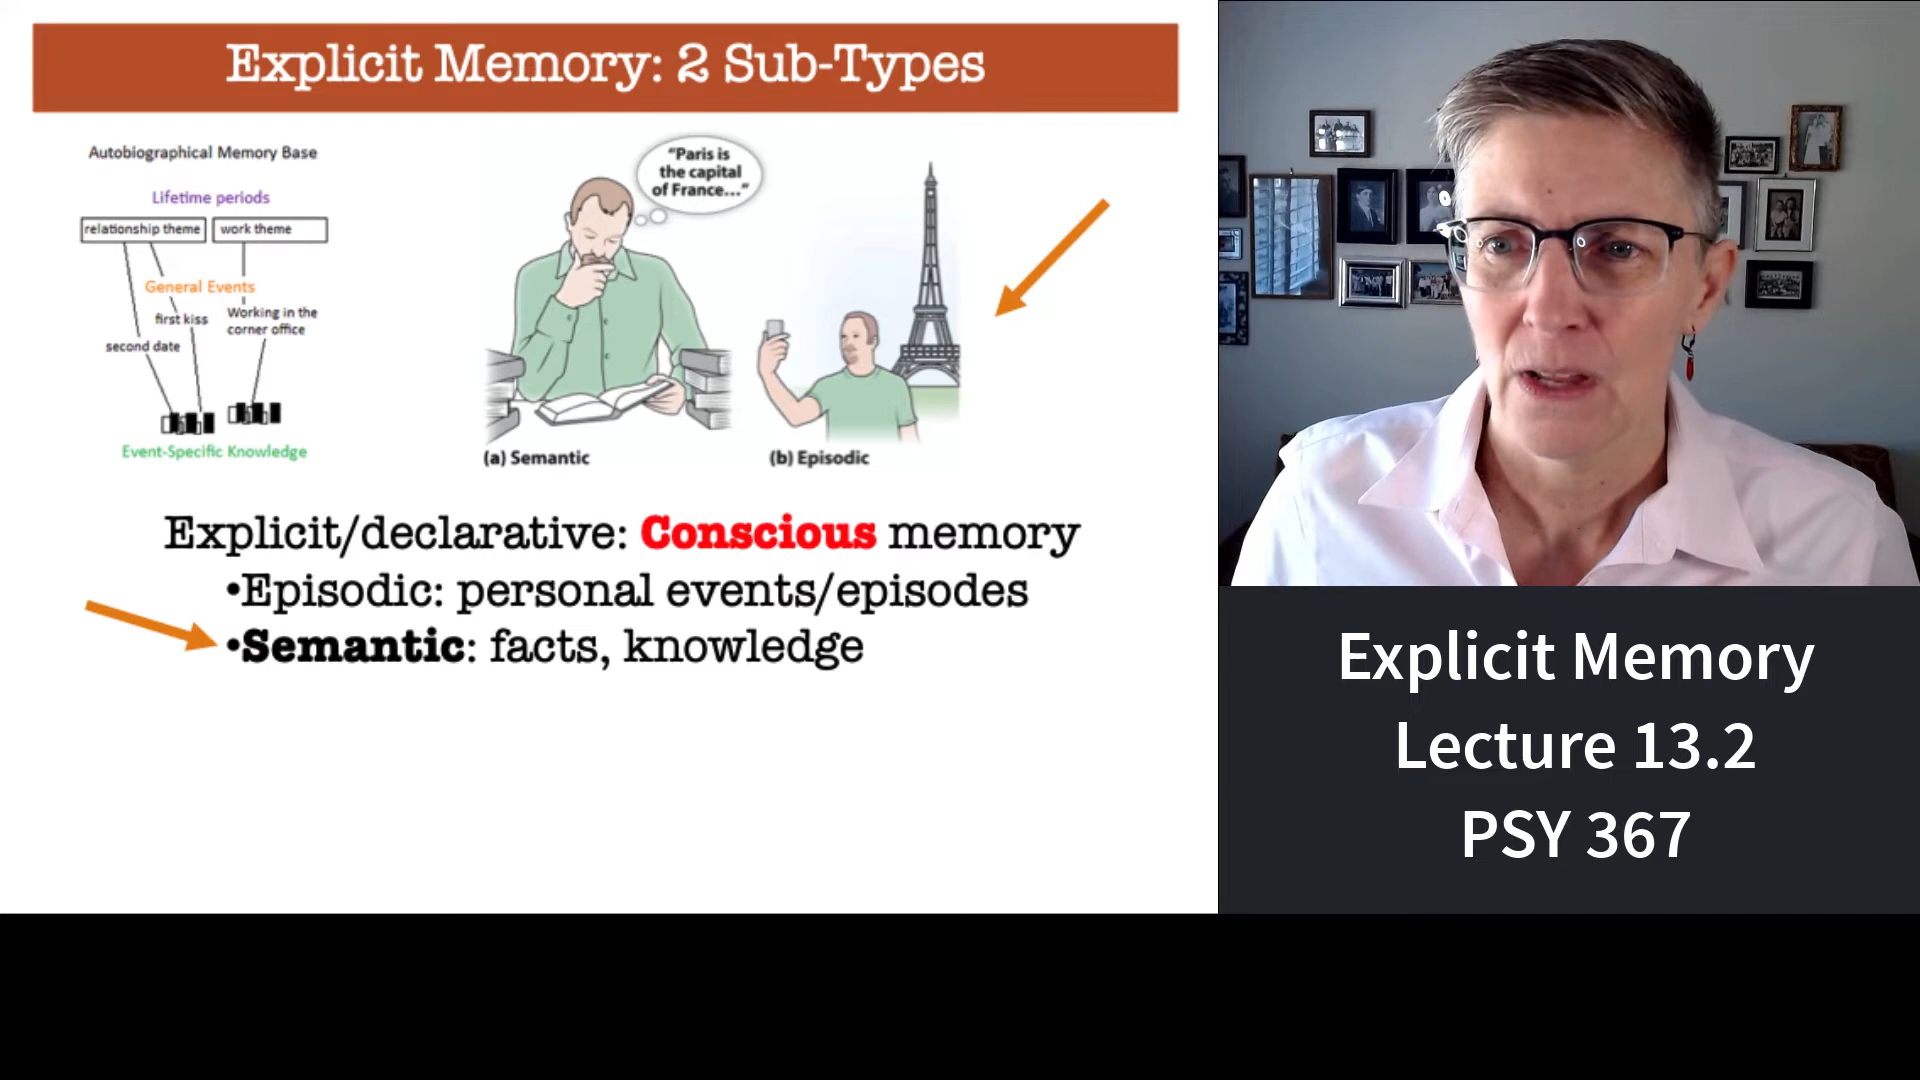 Explicit Memory: 2 Sub-Types
Autobiographical Memory Base
Lifetime periods
relationship theme
work theme
General Events
first kiss
Working in the
corner office
second date
Event-Specific Knowledge
"Paris is
the capital
of France..."
(a) Semantic
(b) Episodic
Explicit/declarative: Conscious memory
•Episodic: personal events/episodes
•Semantic: facts, knowledge
Explicit Memory
Lecture 13.2
PSY 367